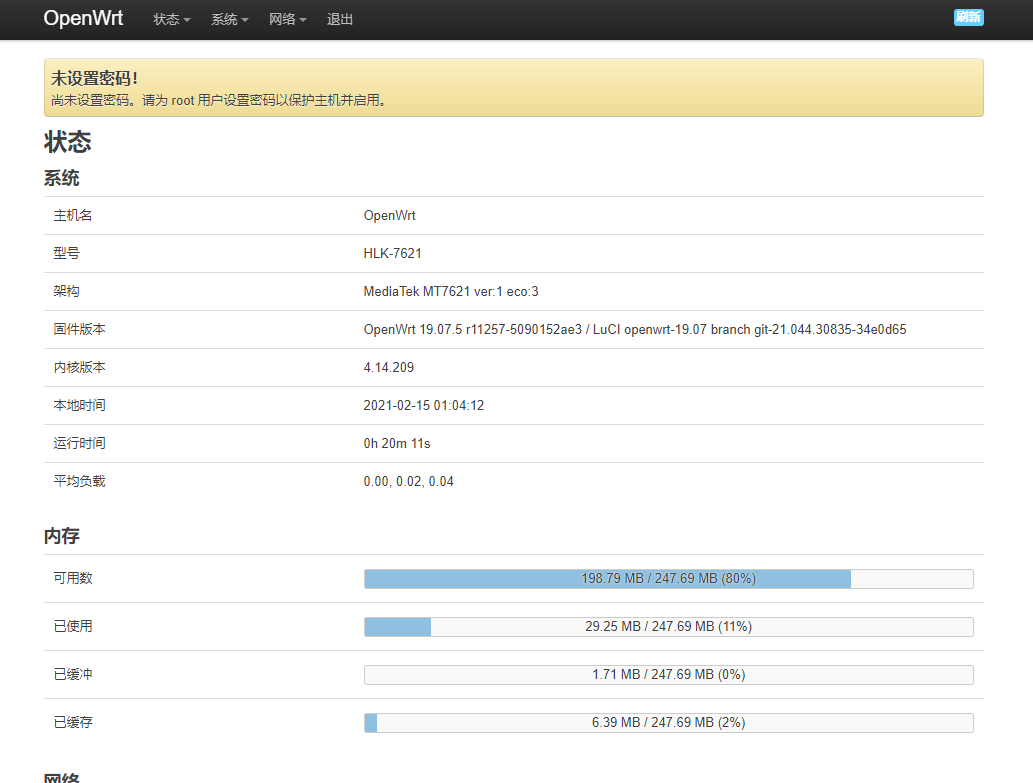 OpenWrt 状态 系统 网络 退出 刷新
未设置密码！
尚未设置密码。请为 root 用户设置密码以保护主机并启用。
状态
系统
主机名 OpenWrt
型号 HLK-7621
架构 MediaTek MT7621 ver:1 eco:3
固件版本 OpenWrt 19.07.5 r11257-5090152ae3 / LuCI openwrt-19.07 branch git-21.044.30835-34e0d65
内核版本 4.14.209
本地时间 2021-02-15 01:04:12
运行时间 0h 20m 11s
平均负载 0.00, 0.02, 0.04
内存
可用数 198.79 MB / 247.69 MB (80%)
已使用 29.25 MB / 247.69 MB (11%)
已缓冲 1.71 MB / 247.69 MB (0%)
已缓存 6.39 MB / 247.69 MB (2%)
网络